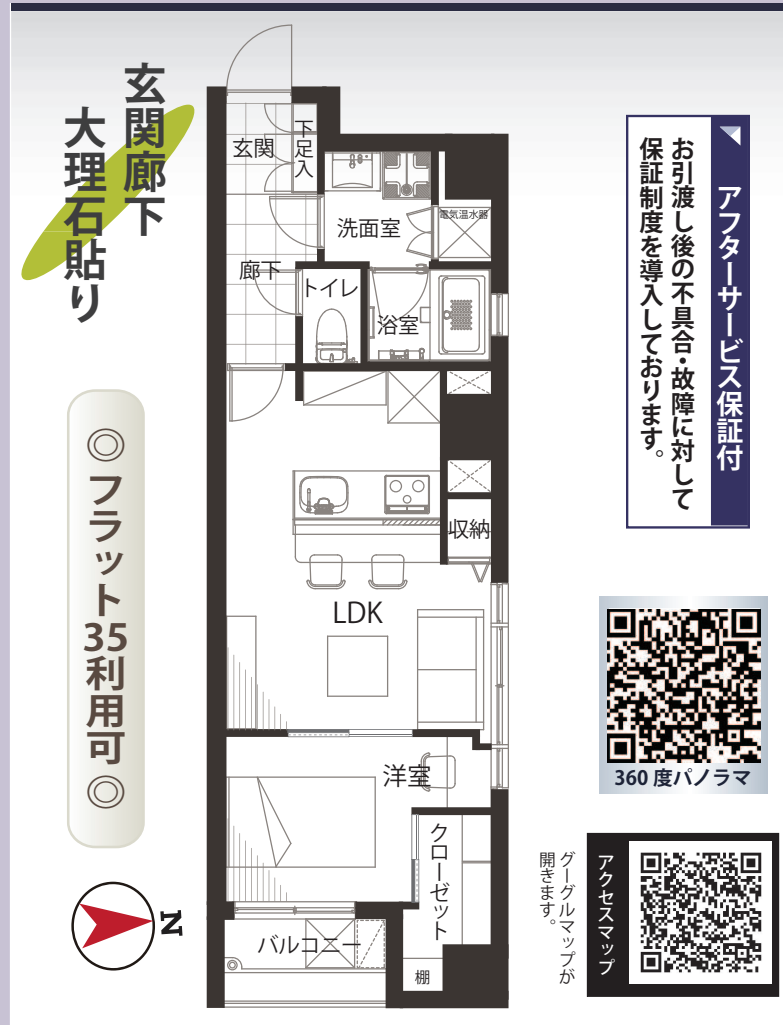 玄関廊下
大理石貼り
◎ フラット35利用可 ◎
N
玄関
下足入
洗面室
電気温水器
廊下
トイレ
浴室
収納
LDK
洋室
クローゼット
バルコニー
棚
アフターサービス保証付
お引渡し後の不具合・故障に対して
保証制度を導入しております。
360度パノラマ
アクセスマップ
グーグルマップが
開きます。